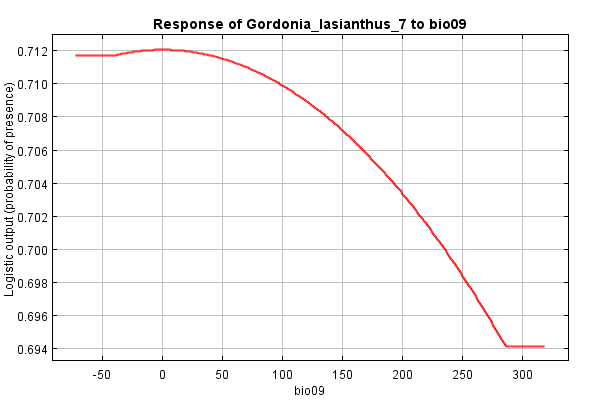 Response of Gordonia_lasianthus_7 to bio09
Logistic output (probability of presence)
0.712
0.710
0.708
0.706
0.704
0.702
0.700
0.698
0.696
0.694
-50 0 50 100 150 200 250 300
bio09